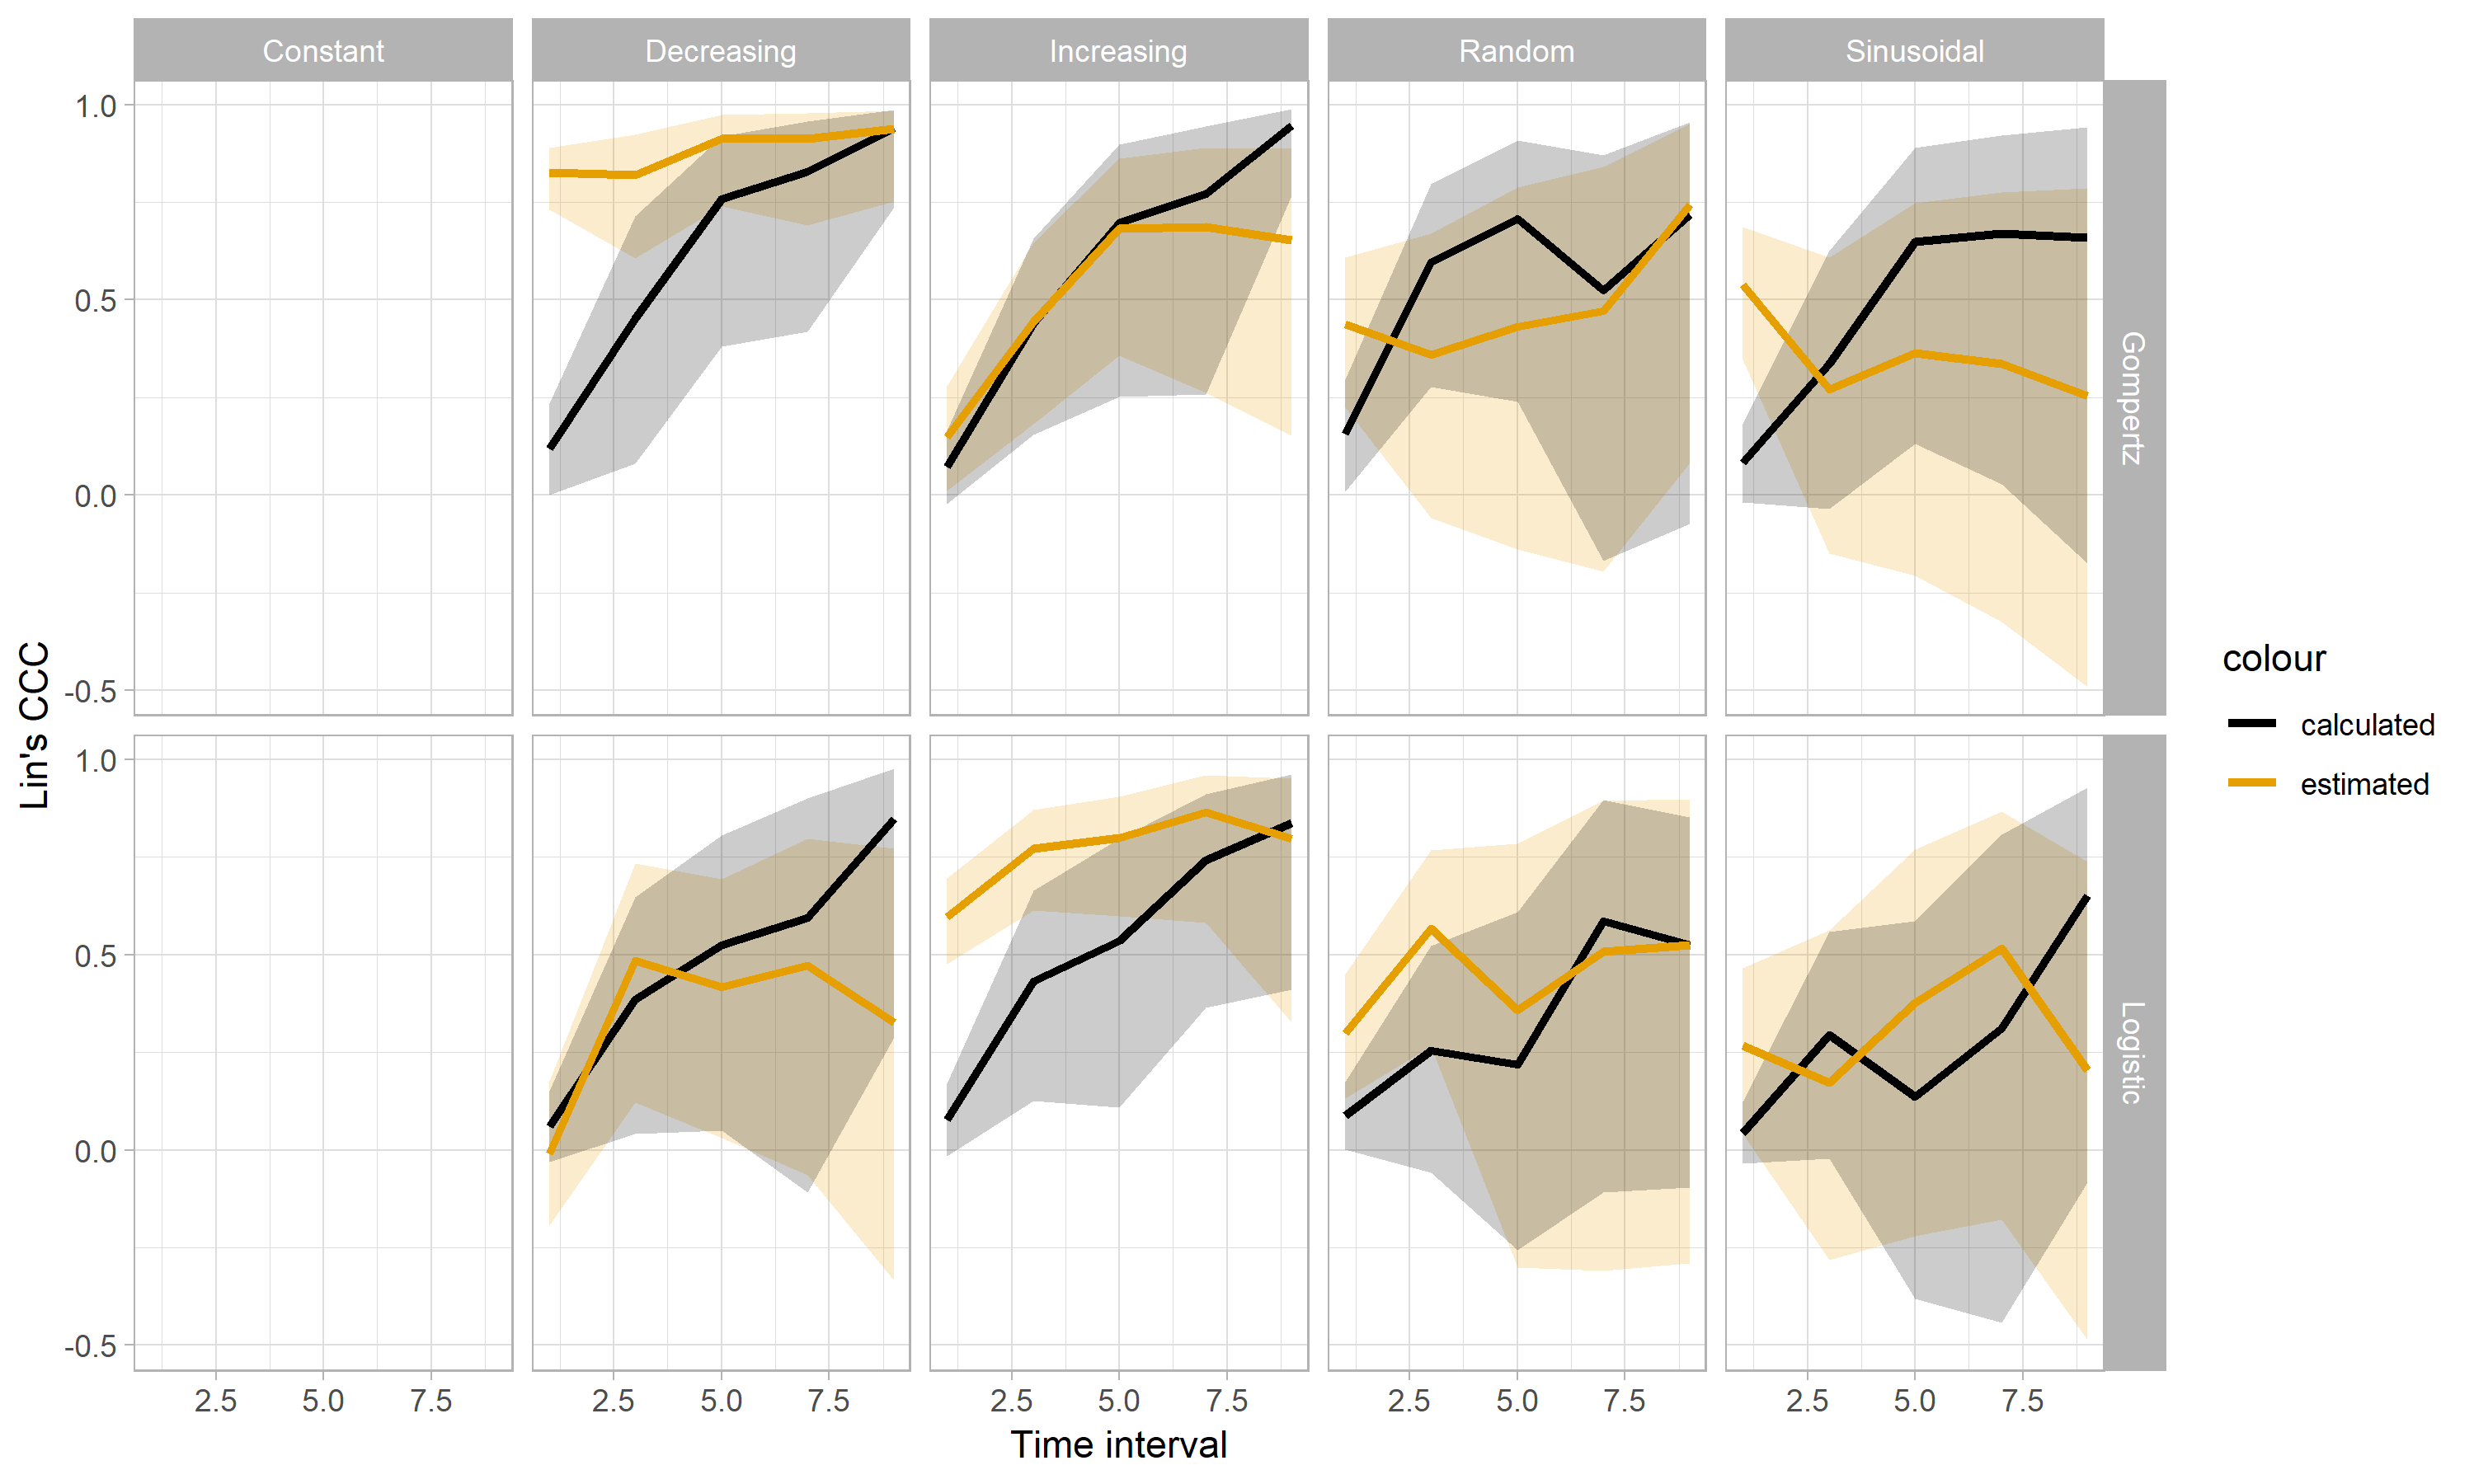 Constant Decreasing Increasing Random Sinusoidal
1.0
0.5
0.0
-0.5
Gompertz
1.0
0.5
0.0
-0.5
Logistic
2.5 5.0 7.5 2.5 5.0 7.5 2.5 5.0 7.5 2.5 5.0 7.5 2.5 5.0 7.5
Time interval
Lin's CCC
colour
calculated
estimated